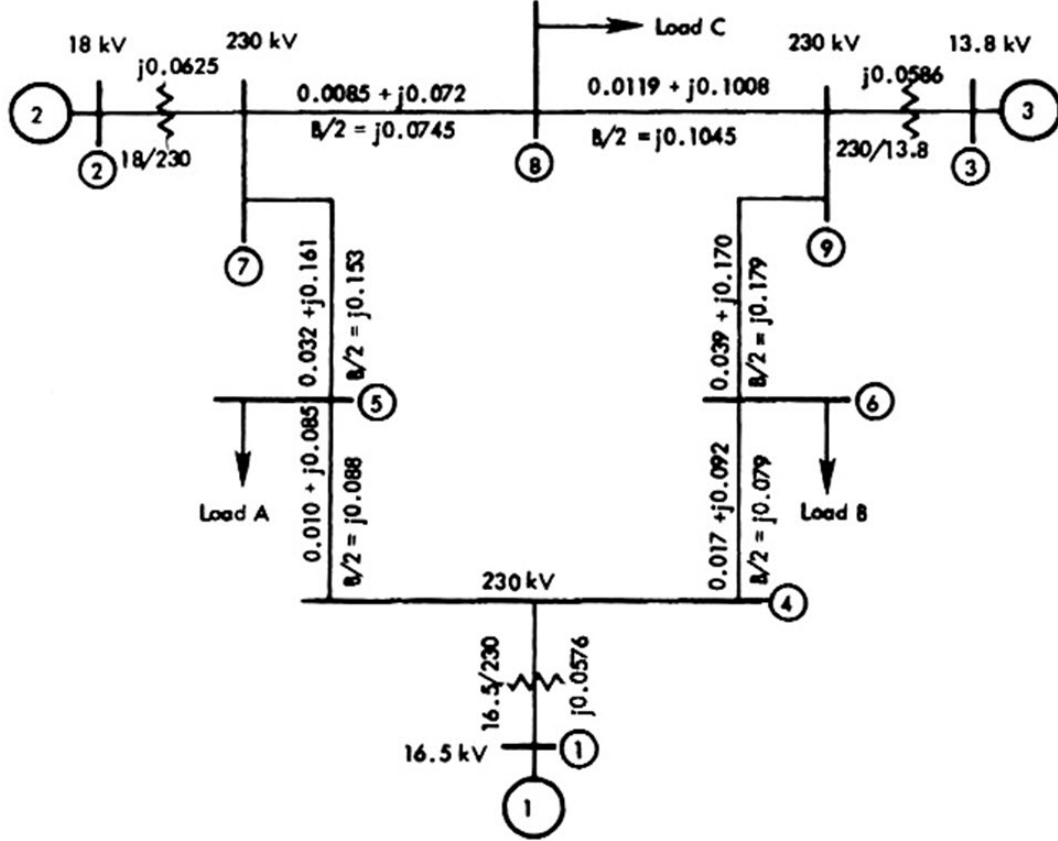 Load C
18 kV
230 kV
230 kV
13.8 kV
j0.0625
j0.0586
0.0085 + j0.072
0.0119 + j0.1008
2
3
B/2 = j0.0745
B/2 = j0.1045
18/230
230/13.8
2
8
3
7
9
0.032 +j0.161
B/2 = j0.153
0.039 + j0.170
B/2 = j0.179
5
6
Load A
Load B
0.010 + j0.085
B/2 = j0.088
0.017 +j0.092
B/2 = j0.079
230 kV
4
16.5/230
j0.0576
16.5 kV
1
1